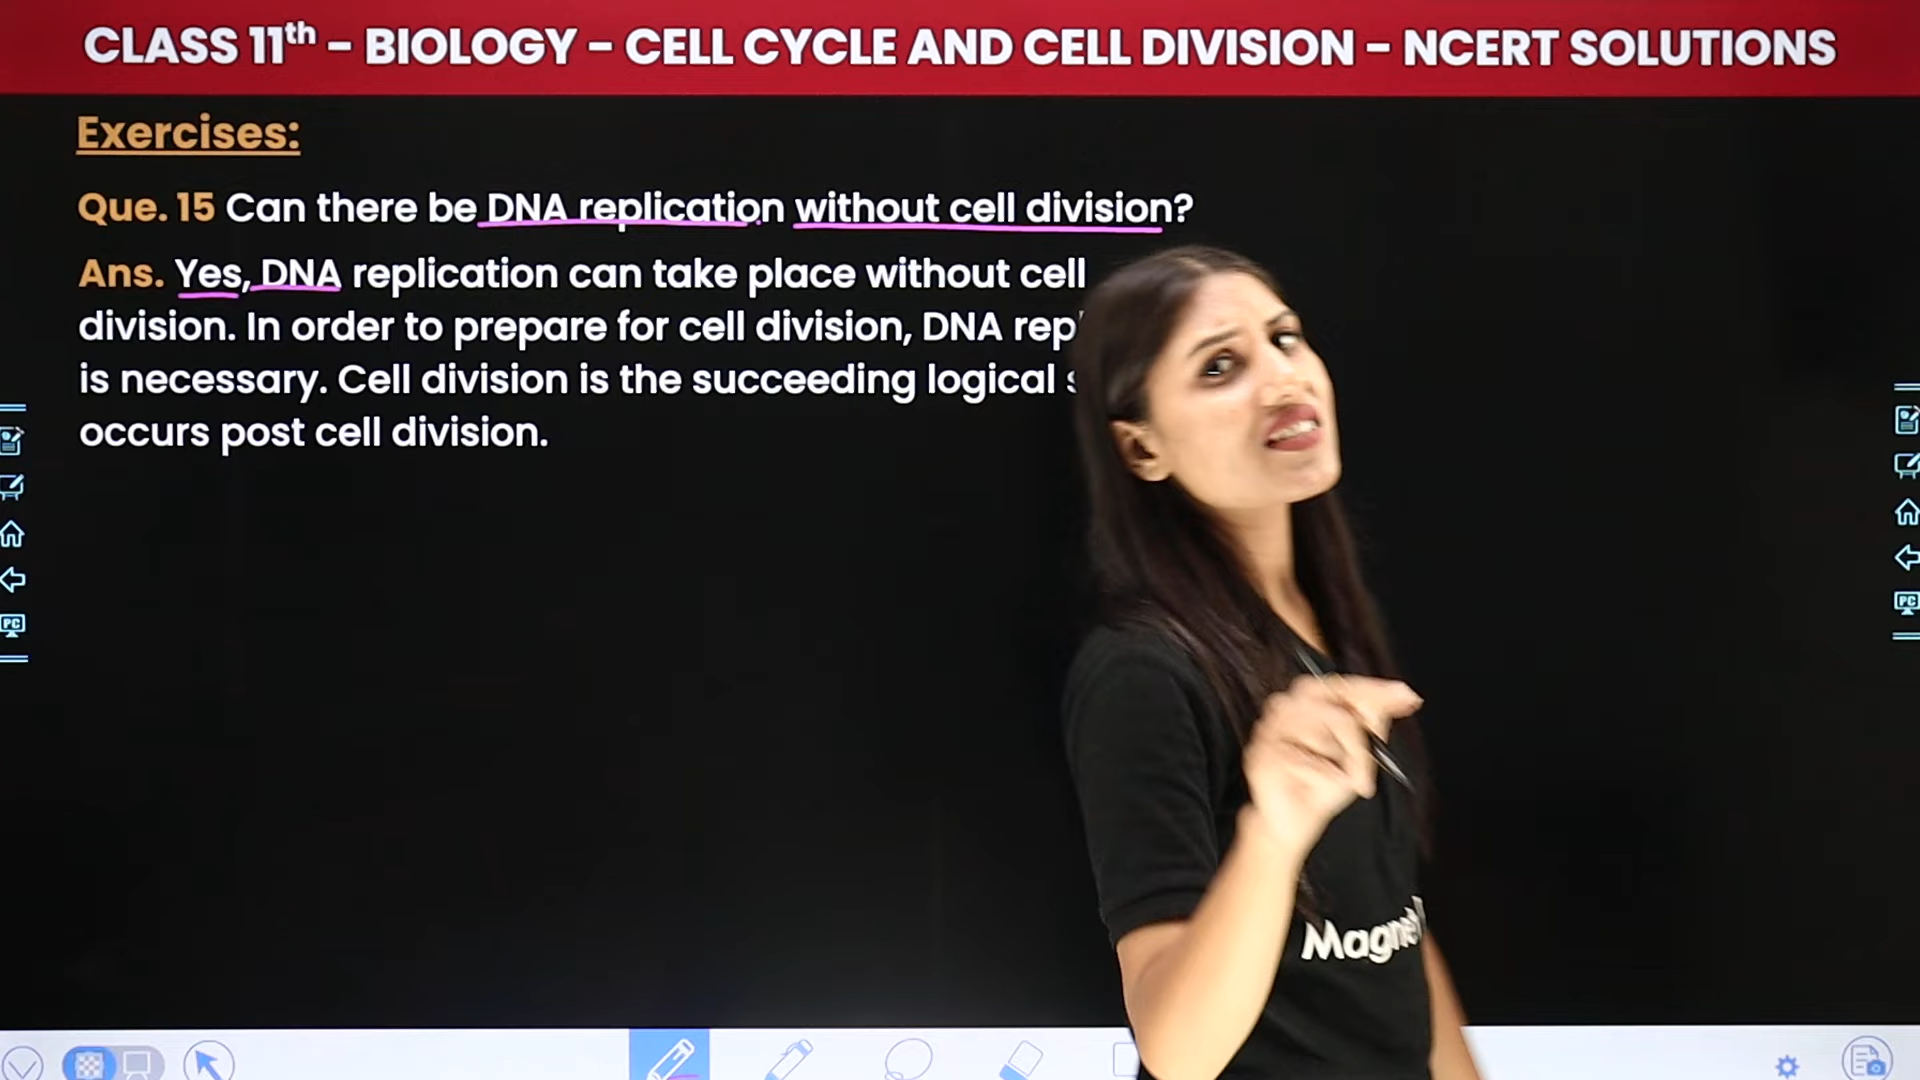 CLASS 11th – BIOLOGY – CELL CYCLE AND CELL DIVISION – NCERT SOLUTIONS
Exercises:
Que. 15 Can there be DNA replication without cell division?
Ans. Yes, DNA replication can take place without cell
division. In order to prepare for cell division, DNA
is necessary. Cell division is the succeeding logical
occurs post cell division.
PC
PC